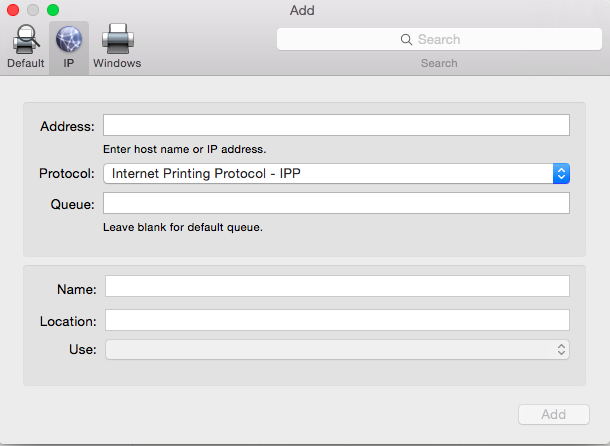 Add
Default
IP
Windows
Search
Search
Address:
Enter host name or IP address.
Protocol: Internet Printing Protocol - IPP
Queue:
Leave blank for default queue.
Name:
Location:
Use:
Add